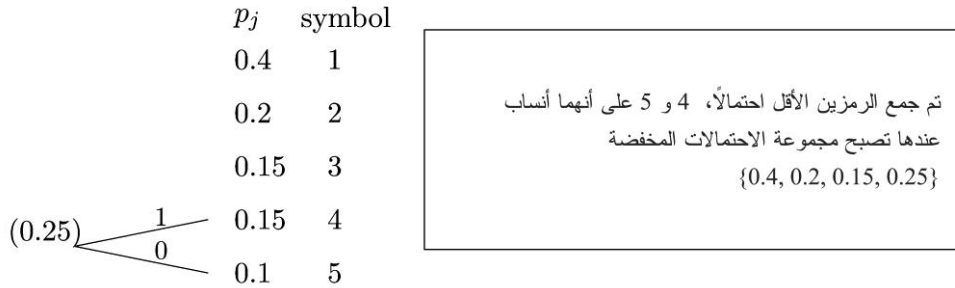 p_j symbol
0.4 1
0.2 2
0.15 3
(0.25) 1 0.15 4
0 0.1 5
تم جمع الرمزين الأقل احتمالاً، 4 و 5 على أنهما أنساب
عندها تصبح مجموعة الاحتمالات المخفضة
{0.4, 0.2, 0.15, 0.25}